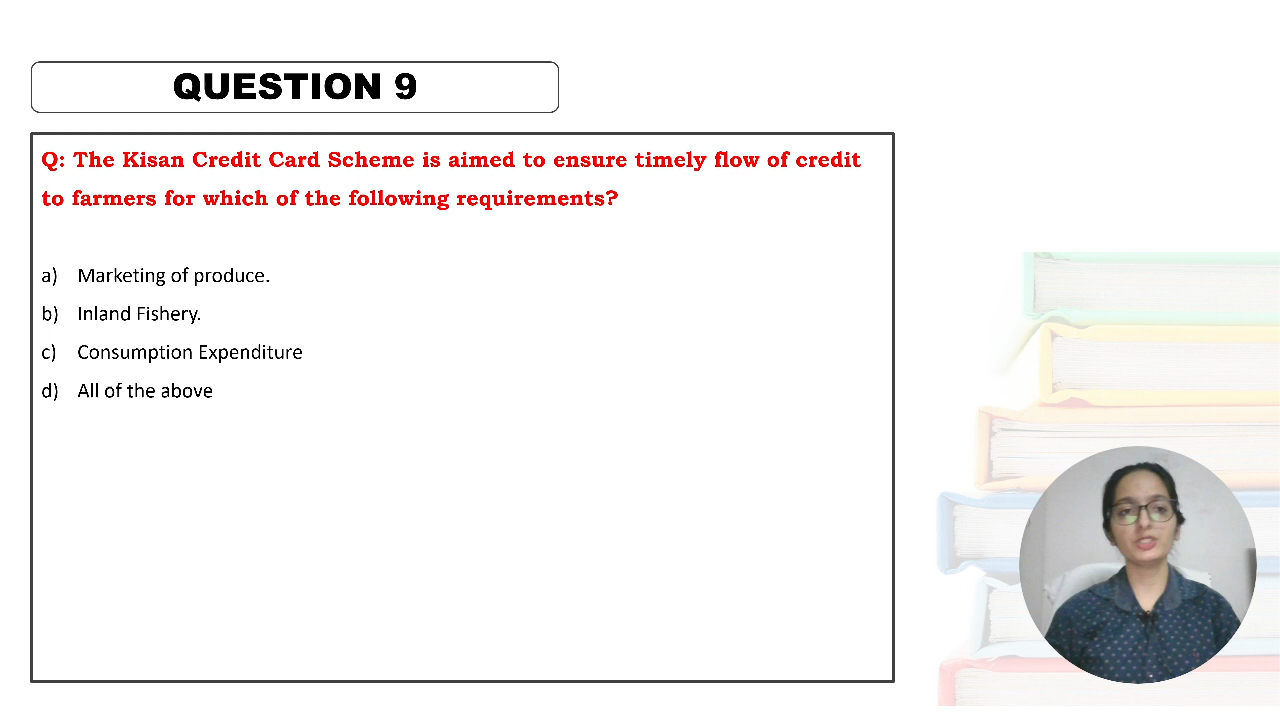 QUESTION 9
Q: The Kisan Credit Card Scheme is aimed to ensure timely flow of credit
to farmers for which of the following requirements?
a) Marketing of produce.
b) Inland Fishery.
c) Consumption Expenditure
d) All of the above